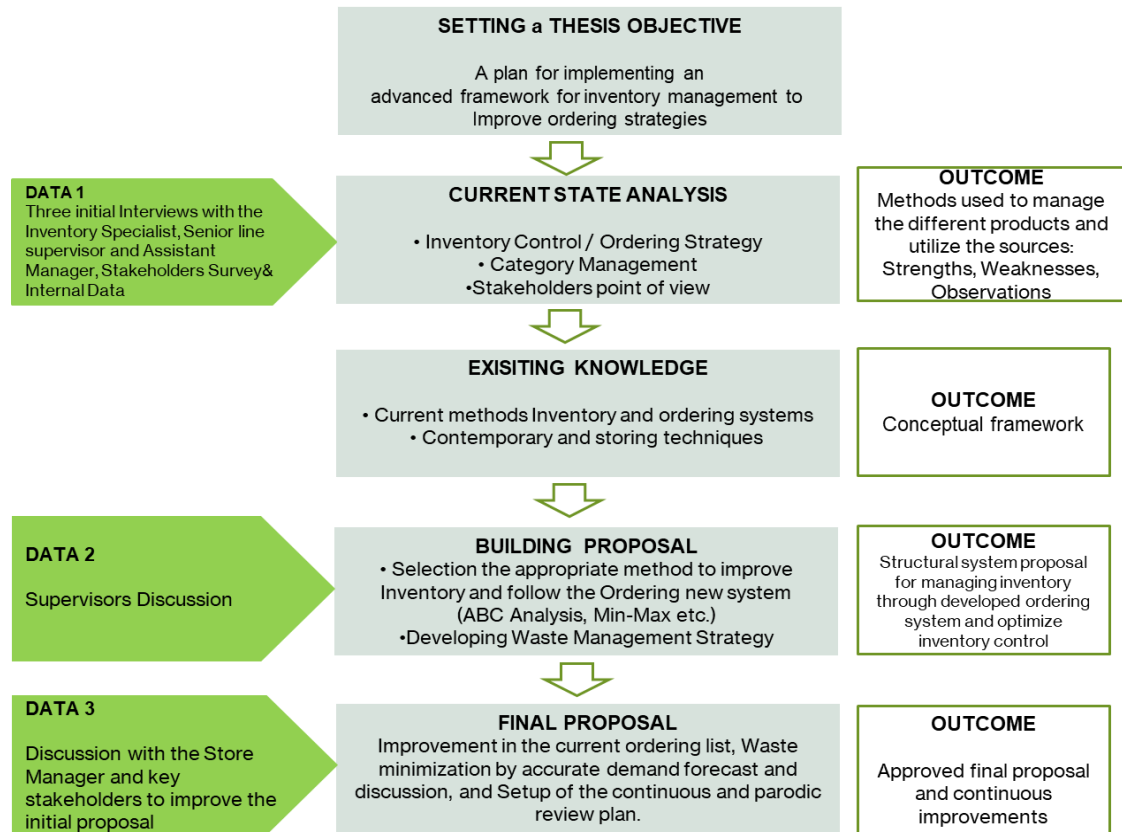 SETTING a THESIS OBJECTIVE
A plan for implementing an
advanced framework for inventory management to
Improve ordering strategies
DATA 1
Three initial Interviews with the
Inventory Specialist, Senior line
supervisor and Assistant
Manager, Stakeholders Survey&
Internal Data
CURRENT STATE ANALYSIS
• Inventory Control / Ordering Strategy
• Category Management
•Stakeholders point of view
OUTCOME
Methods used to manage
the different products and
utilize the sources:
Strengths, Weaknesses,
Observations
EXISITING KNOWLEDGE
• Current methods Inventory and ordering systems
• Contemporary and storing techniques
OUTCOME
Conceptual framework
DATA 2
Supervisors Discussion
BUILDING PROPOSAL
• Selection the appropriate method to improve
Inventory and follow the Ordering new system
(ABC Analysis, Min-Max etc.)
•Developing Waste Management Strategy
OUTCOME
Structural system proposal
for managing inventory
through developed ordering
system and optimize
inventory control
DATA 3
Discussion with the Store
Manager and key
stakeholders to improve the
initial proposal
FINAL PROPOSAL
Improvement in the current ordering list, Waste
minimization by accurate demand forecast and
discussion, and Setup of the continuous and parodic
review plan.
OUTCOME
Approved final proposal
and continuous
improvements